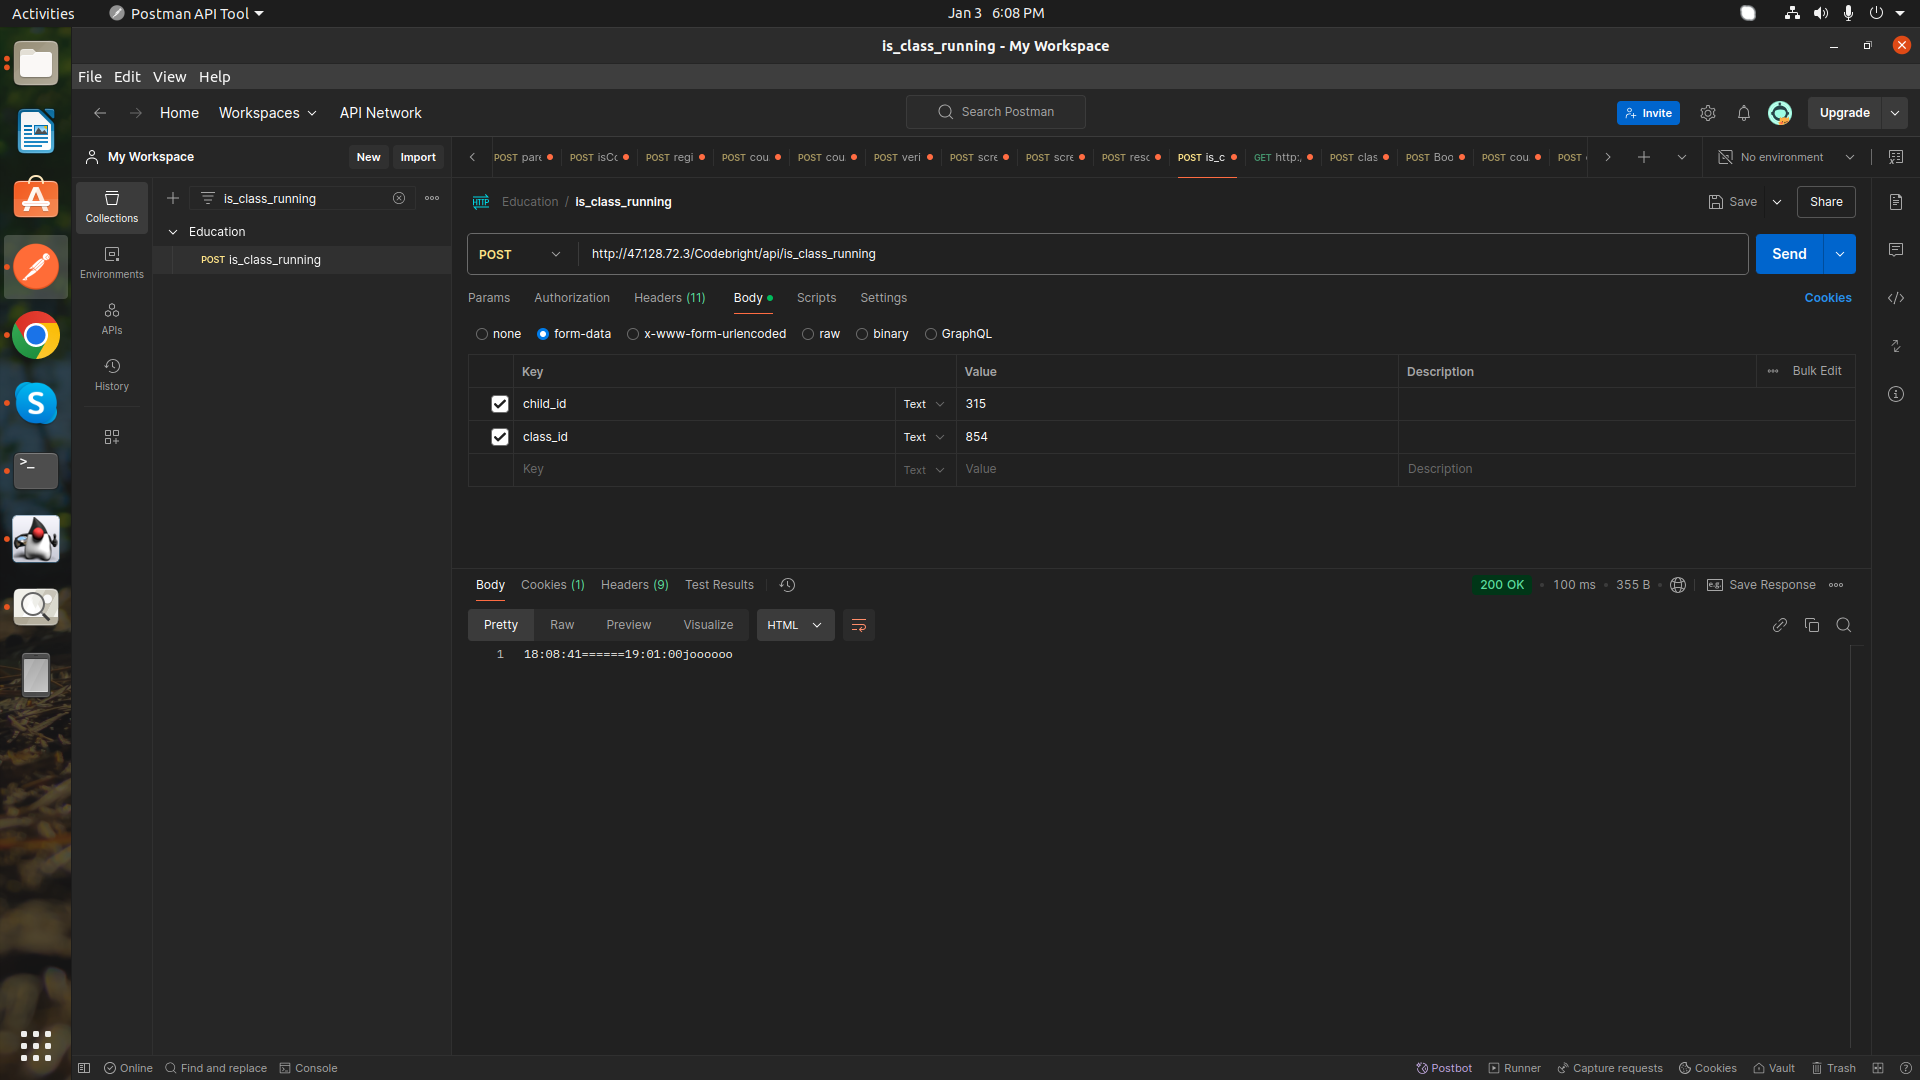 Activities
Postman API Tool
Jan 3 6:08 PM
is_class_running - My Workspace
File Edit View Help
Home Workspaces API Network
Search Postman
Invite
Upgrade
My Workspace
New Import
POST pare
POST isCo
POST regi
POST cou
POST cou
POST veri
POST scre
POST scre
POST reso
POST is_c
GET http:,
POST clas
POST Boo
POST cou
POST
No environment
Collections
Environments
APIs
History
is_class_running
Education
POST is_class_running
HTTP Education / is_class_running
Save Share
POST http://47.128.72.3/Codebright/api/is_class_running
Send
Params Authorization Headers (11) Body Scripts Settings
Cookies
none form-data x-www-form-urlencoded raw binary GraphQL
Key Value Description Bulk Edit
child_id Text 315
class_id Text 854
Key Text Value Description
Body Cookies (1) Headers (9) Test Results
200 OK 100 ms 355 B e.g. Save Response
Pretty Raw Preview Visualize HTML
1 18:08:41======19:01:00joooooo
Online Find and replace Console
Postbot Runner Capture requests Cookies Vault Trash